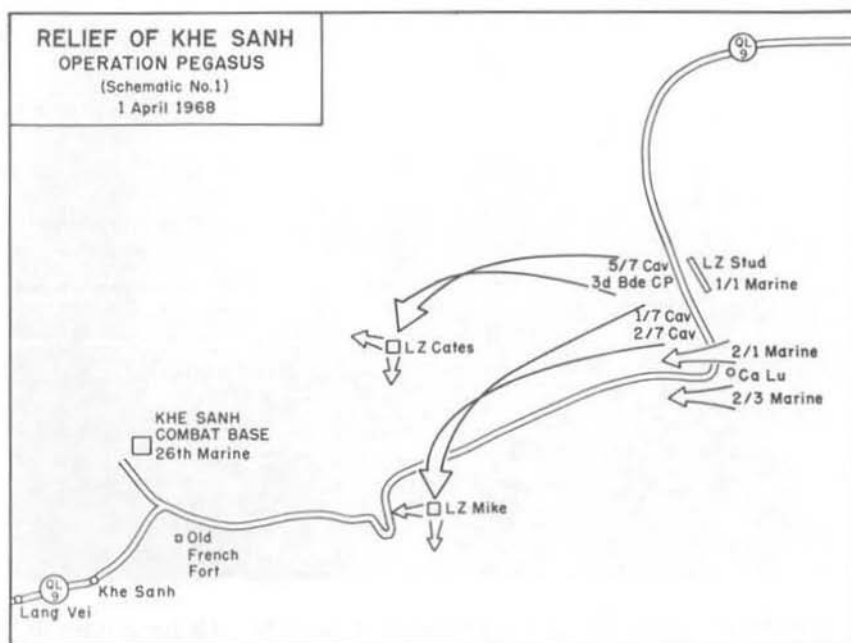 RELIEF OF KHE SANH
OPERATION PEGASUS
(Schematic No.1)
1 April 1968
QL
9
5/7 Cav
3d Bde CP
LZ Stud
1/1 Marine
1/7 Cav
2/7 Cav
2/1 Marine
Ca Lu
2/3 Marine
LZ Cates
KHE SANH
COMBAT BASE
26th Marine
LZ Mike
Old
French
Fort
QL
9
Khe Sanh
Lang Vei